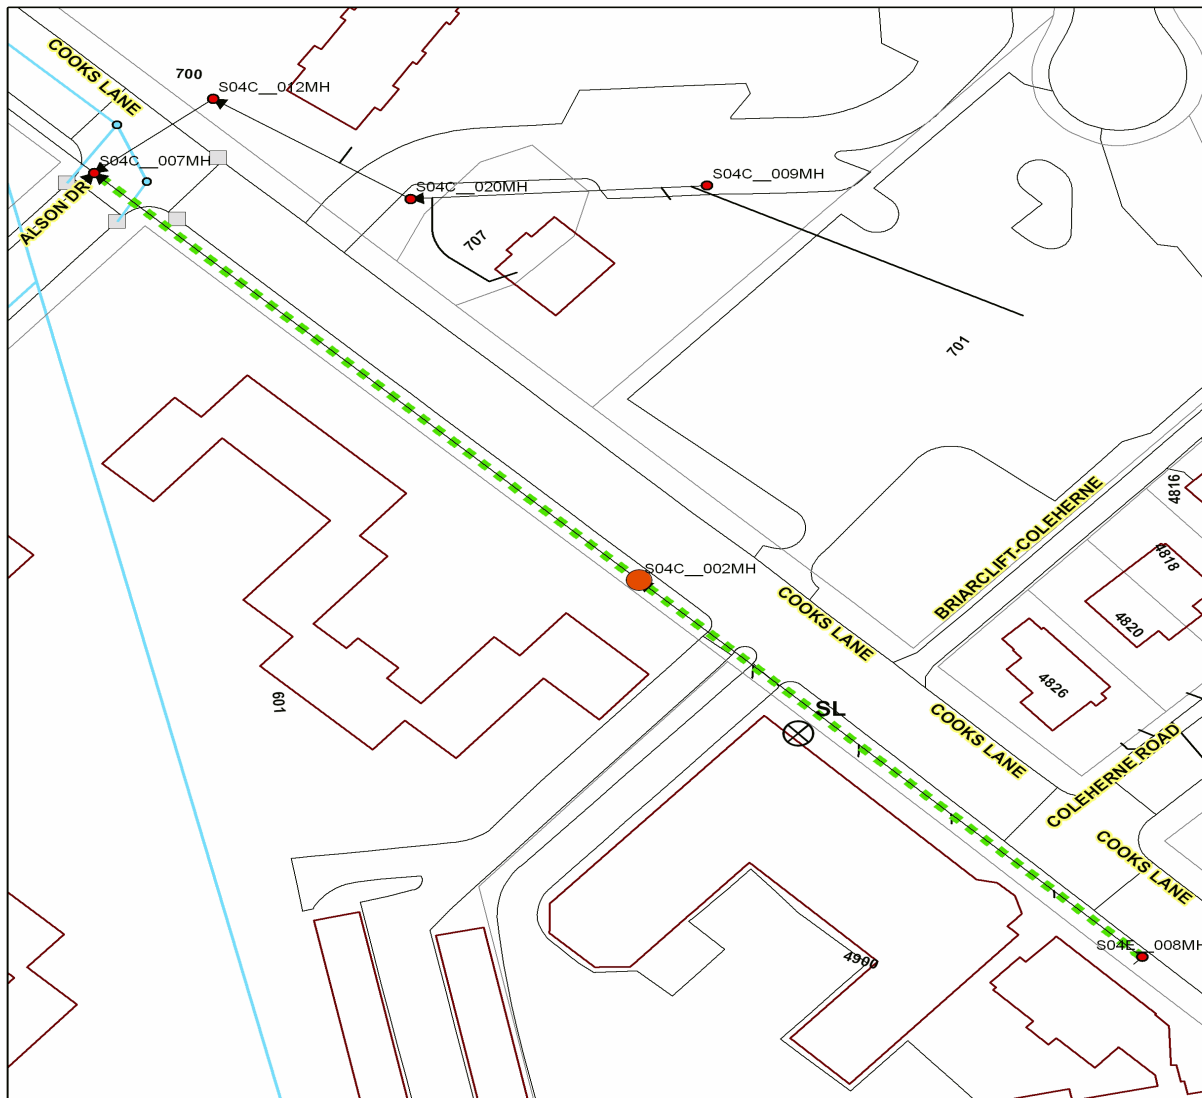 COOKS LANE
700
S04C__012MH
S04C__007MH
S04C__009MH
S04C__020MH
ALSON DR
707
701
4816
BRIARCLIFT-COLEHERNE
4818
S04C__002MH
COOKS LANE
4820
4826
601
SL
COOKS LANE
COLEHERNE ROAD
COOKS LANE
S04E__008MH
4900